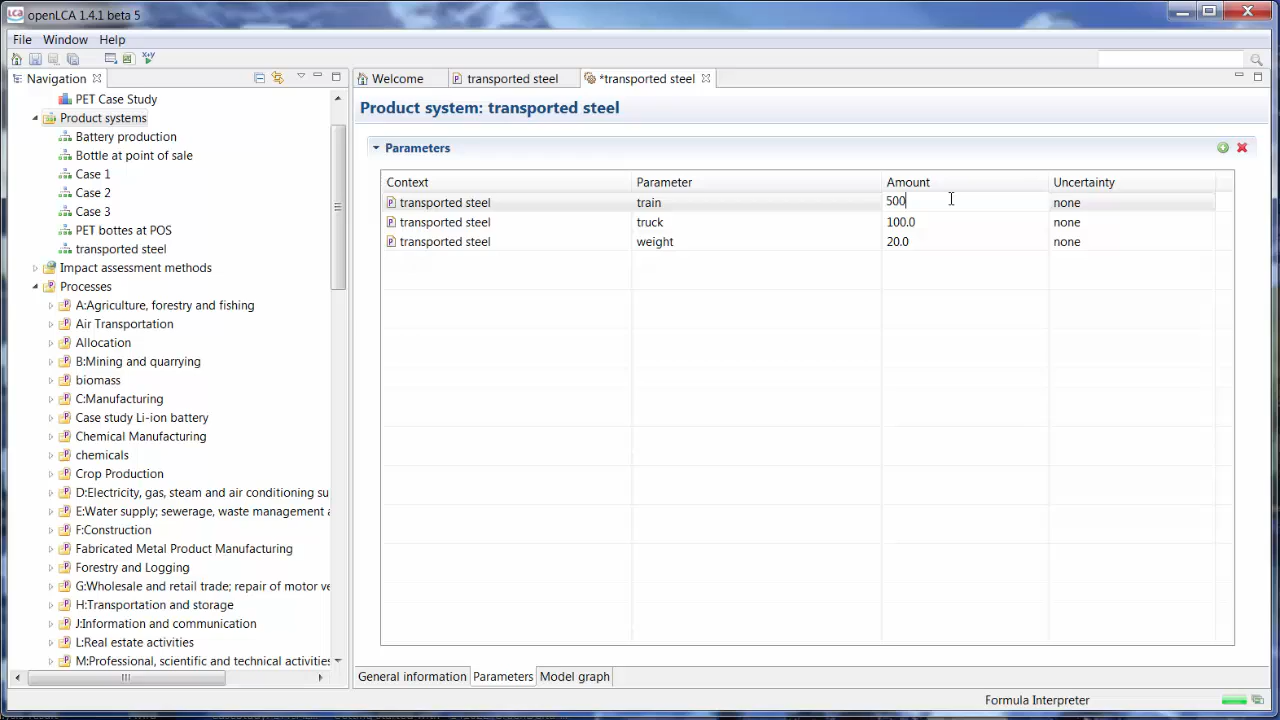 openLCA 1.4.1 beta 5
File Window Help
Navigation
Welcome
transported steel
*transported steel
PET Case Study
Product systems
Battery production
Bottle at point of sale
Case 1
Case 2
Case 3
PET bottes at POS
transported steel
Impact assessment methods
Processes
A:Agriculture, forestry and fishing
Air Transportation
Allocation
B:Mining and quarrying
biomass
C:Manufacturing
Case study Li-ion battery
Chemical Manufacturing
chemicals
Crop Production
D:Electricity, gas, steam and air conditioning su
E:Water supply; sewerage, waste management a
F:Construction
Fabricated Metal Product Manufacturing
Forestry and Logging
G:Wholesale and retail trade; repair of motor ve
H:Transportation and storage
J:Information and communication
L:Real estate activities
M:Professional, scientific and technical activities
Product system: transported steel
Parameters
Context Parameter Amount Uncertainty
transported steel train 500 none
transported steel truck 100.0 none
transported steel weight 20.0 none
General information Parameters Model graph
Formula Interpreter